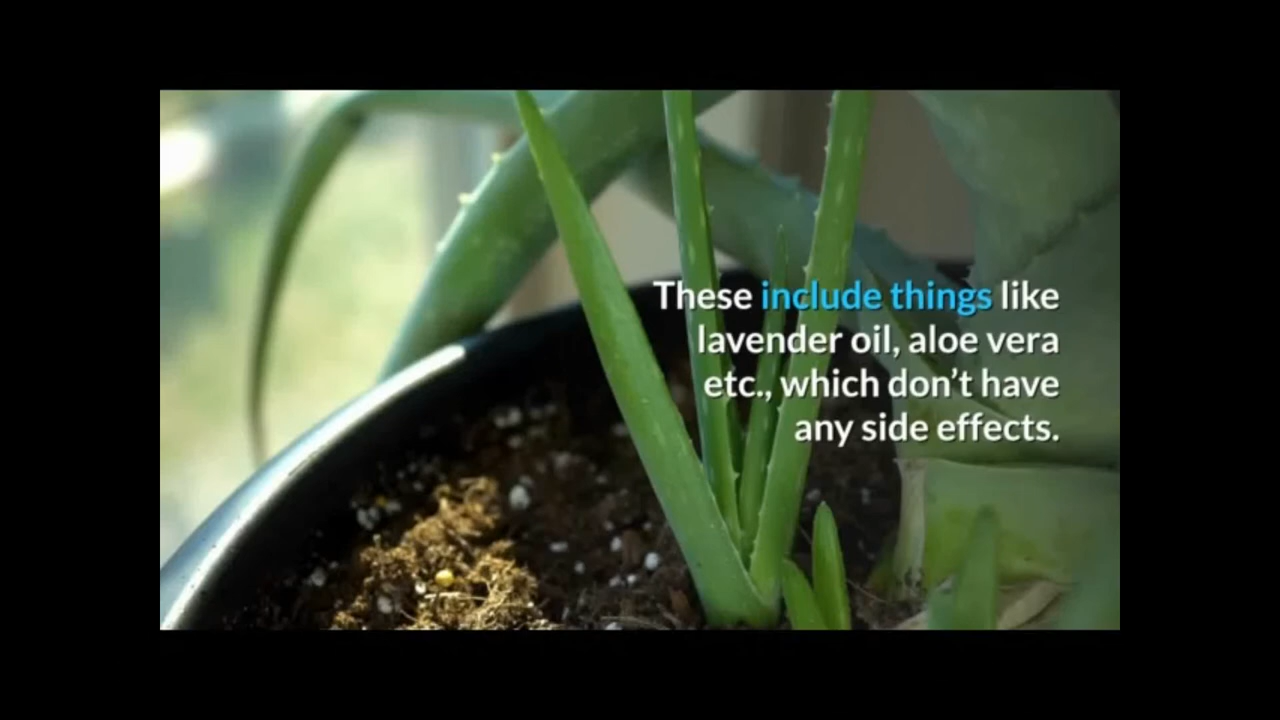 These include things like
lavender oil, aloe vera
etc., which don’t have
any side effects.